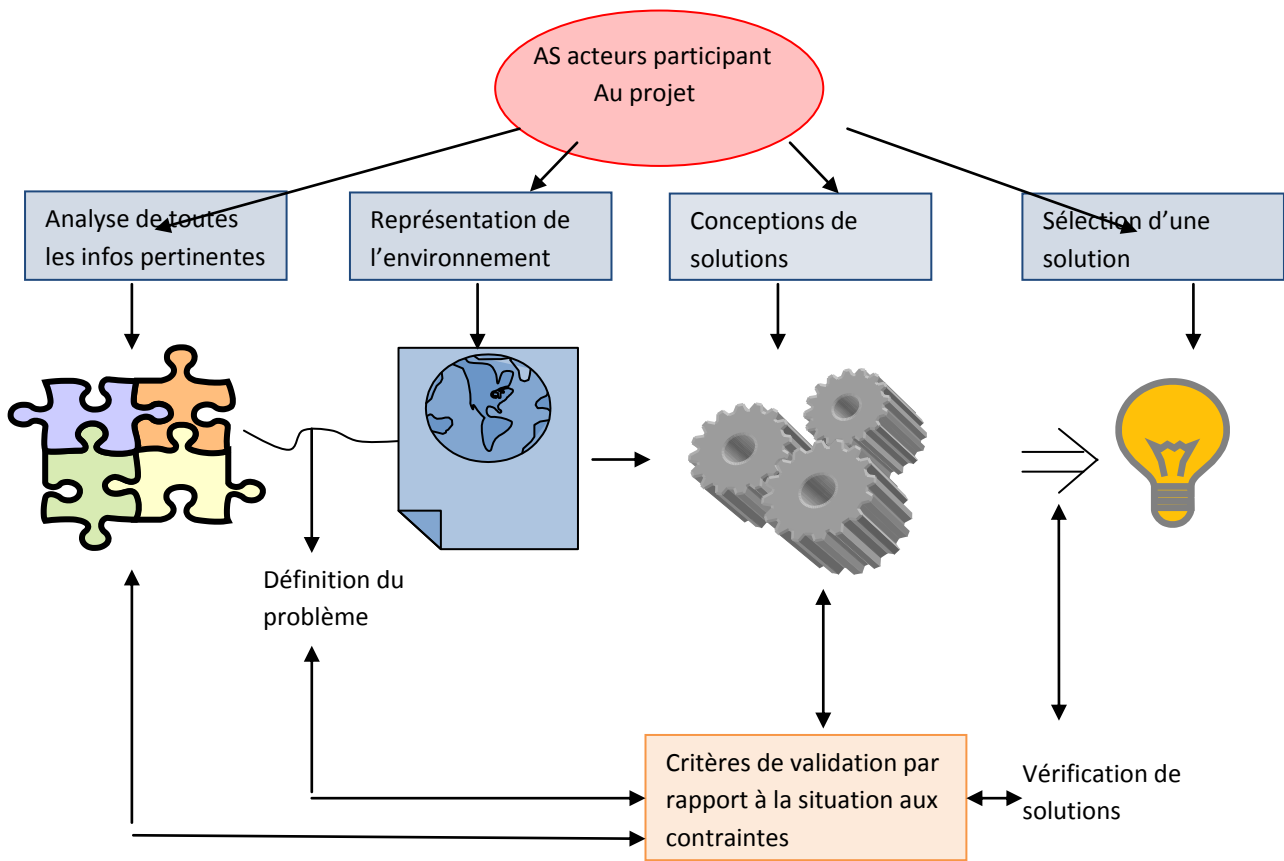 AS acteurs participant
Au projet
Analyse de toutes
les infos pertinentes
Représentation de
l’environnement
Conceptions de
solutions
Sélection d’une
solution
Définition du
problème
Critères de validation par
rapport à la situation aux
contraintes
Vérification de
solutions